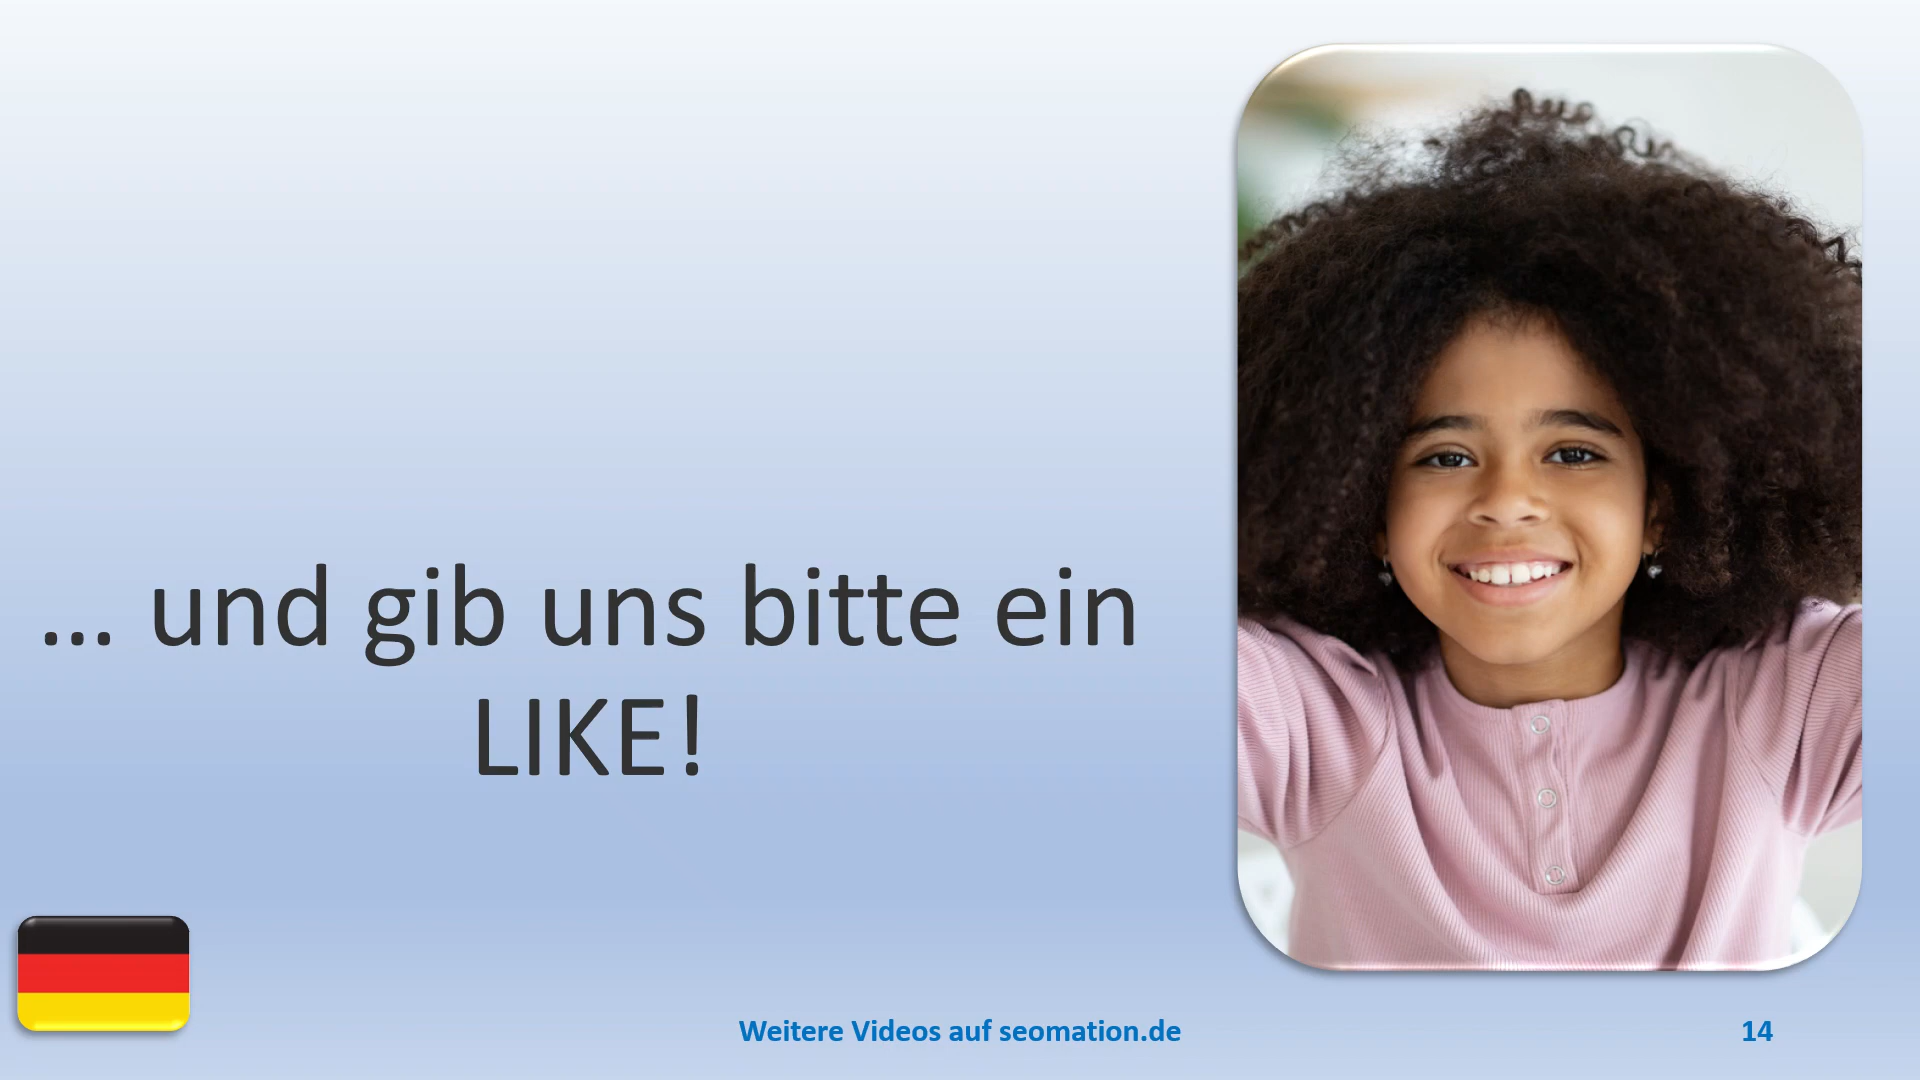 ... und gib uns bitte ein
LIKE!
Weitere Videos auf seomation.de
14